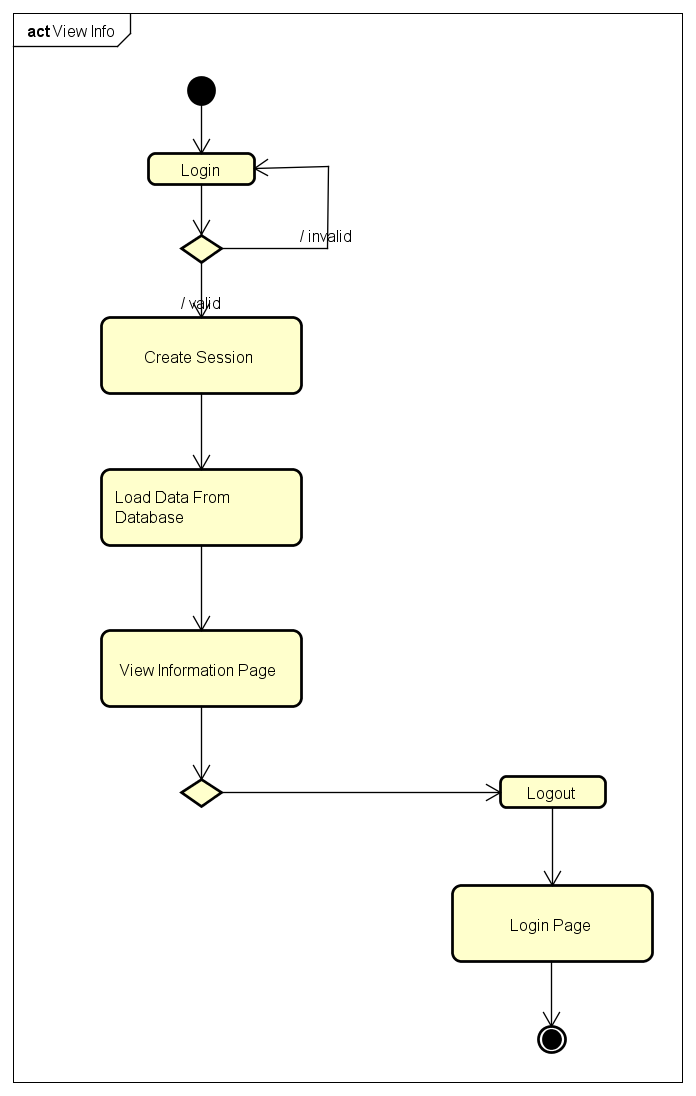 act View Info
Login
/ invalid
/ valid
Create Session
Load Data From
Database
View Information Page
Logout
Login Page